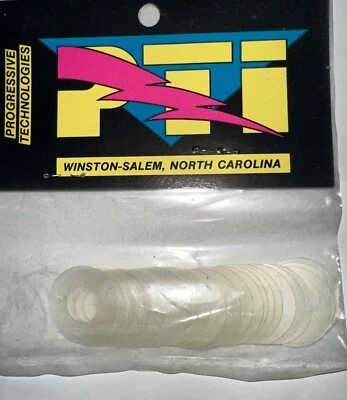 PROGRESSIVE
TECHNOLOGIES
PTi
WINSTON-SALEM, NORTH CAROLINA